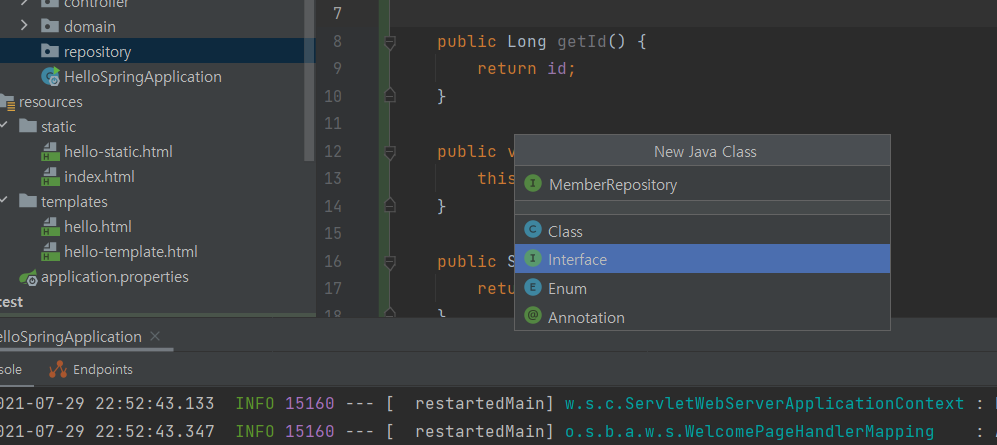 controller
domain
repository
HelloSpringApplication
resources
static
hello-static.html
index.html
templates
hello.html
hello-template.html
application.properties
test
7
8 public Long getId() {
9 return id;
10 }
11
12 public v
13 this
14 }
15
16 public S
17 retu
18 }
New Java Class
I MemberRepository
C Class
I Interface
E Enum
@ Annotation
elloSpringApplication ×
sole Endpoints
021-07-29 22:52:43.133 INFO 15160 --- [ restartedMain] w.s.c.ServletWebServerApplicationContext :
021-07-29 22:52:43.347 INFO 15160 --- [ restartedMain] o.s.b.a.w.s.WelcomePageHandlerMapping :